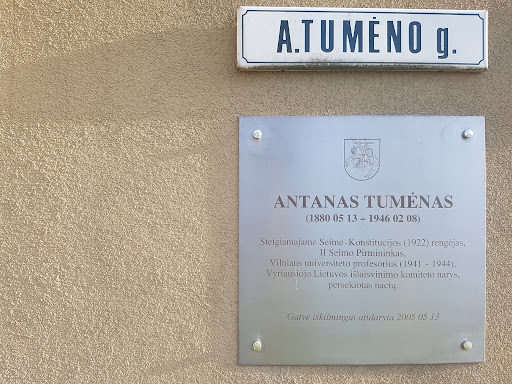 A.TUMĖNO g.
ANTANAS TUMĖNAS
(1880 05 13 – 1946 02 08)
Steigiamajame Seime - Konstitucijos (1922) rengėjas,
II Seimo Pirmininkas,
Vilniaus universiteto profesorius (1941 – 1944),
Vyriausiojo Lietuvos išlaisvinimo komiteto narys,
persekiotas nacių.
Gatvė iškilmingai atidaryta 2005 05 13